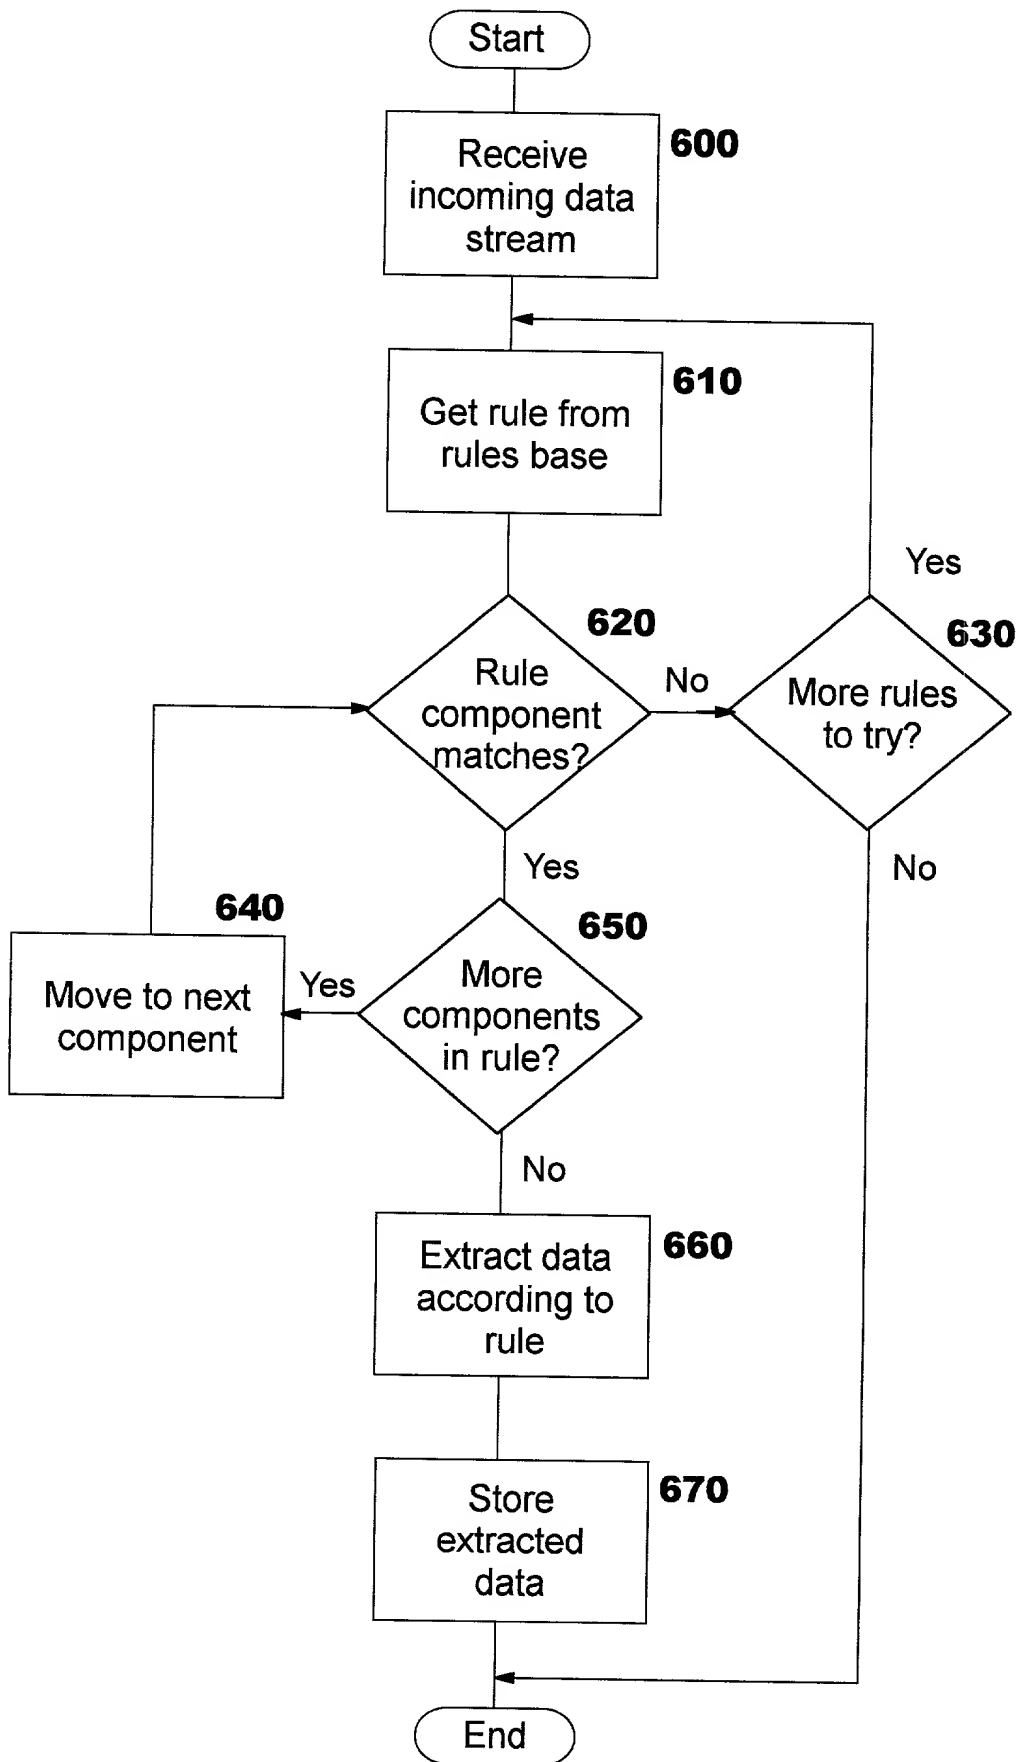 Start
600
Receive
incoming data
stream
610
Get rule from
rules base
Yes
620
630
Rule
component
matches?
No
More rules
to try?
Yes
No
640
650
Move to next
component
Yes
More
components
in rule?
No
660
Extract data
according to
rule
670
Store
extracted
data
End